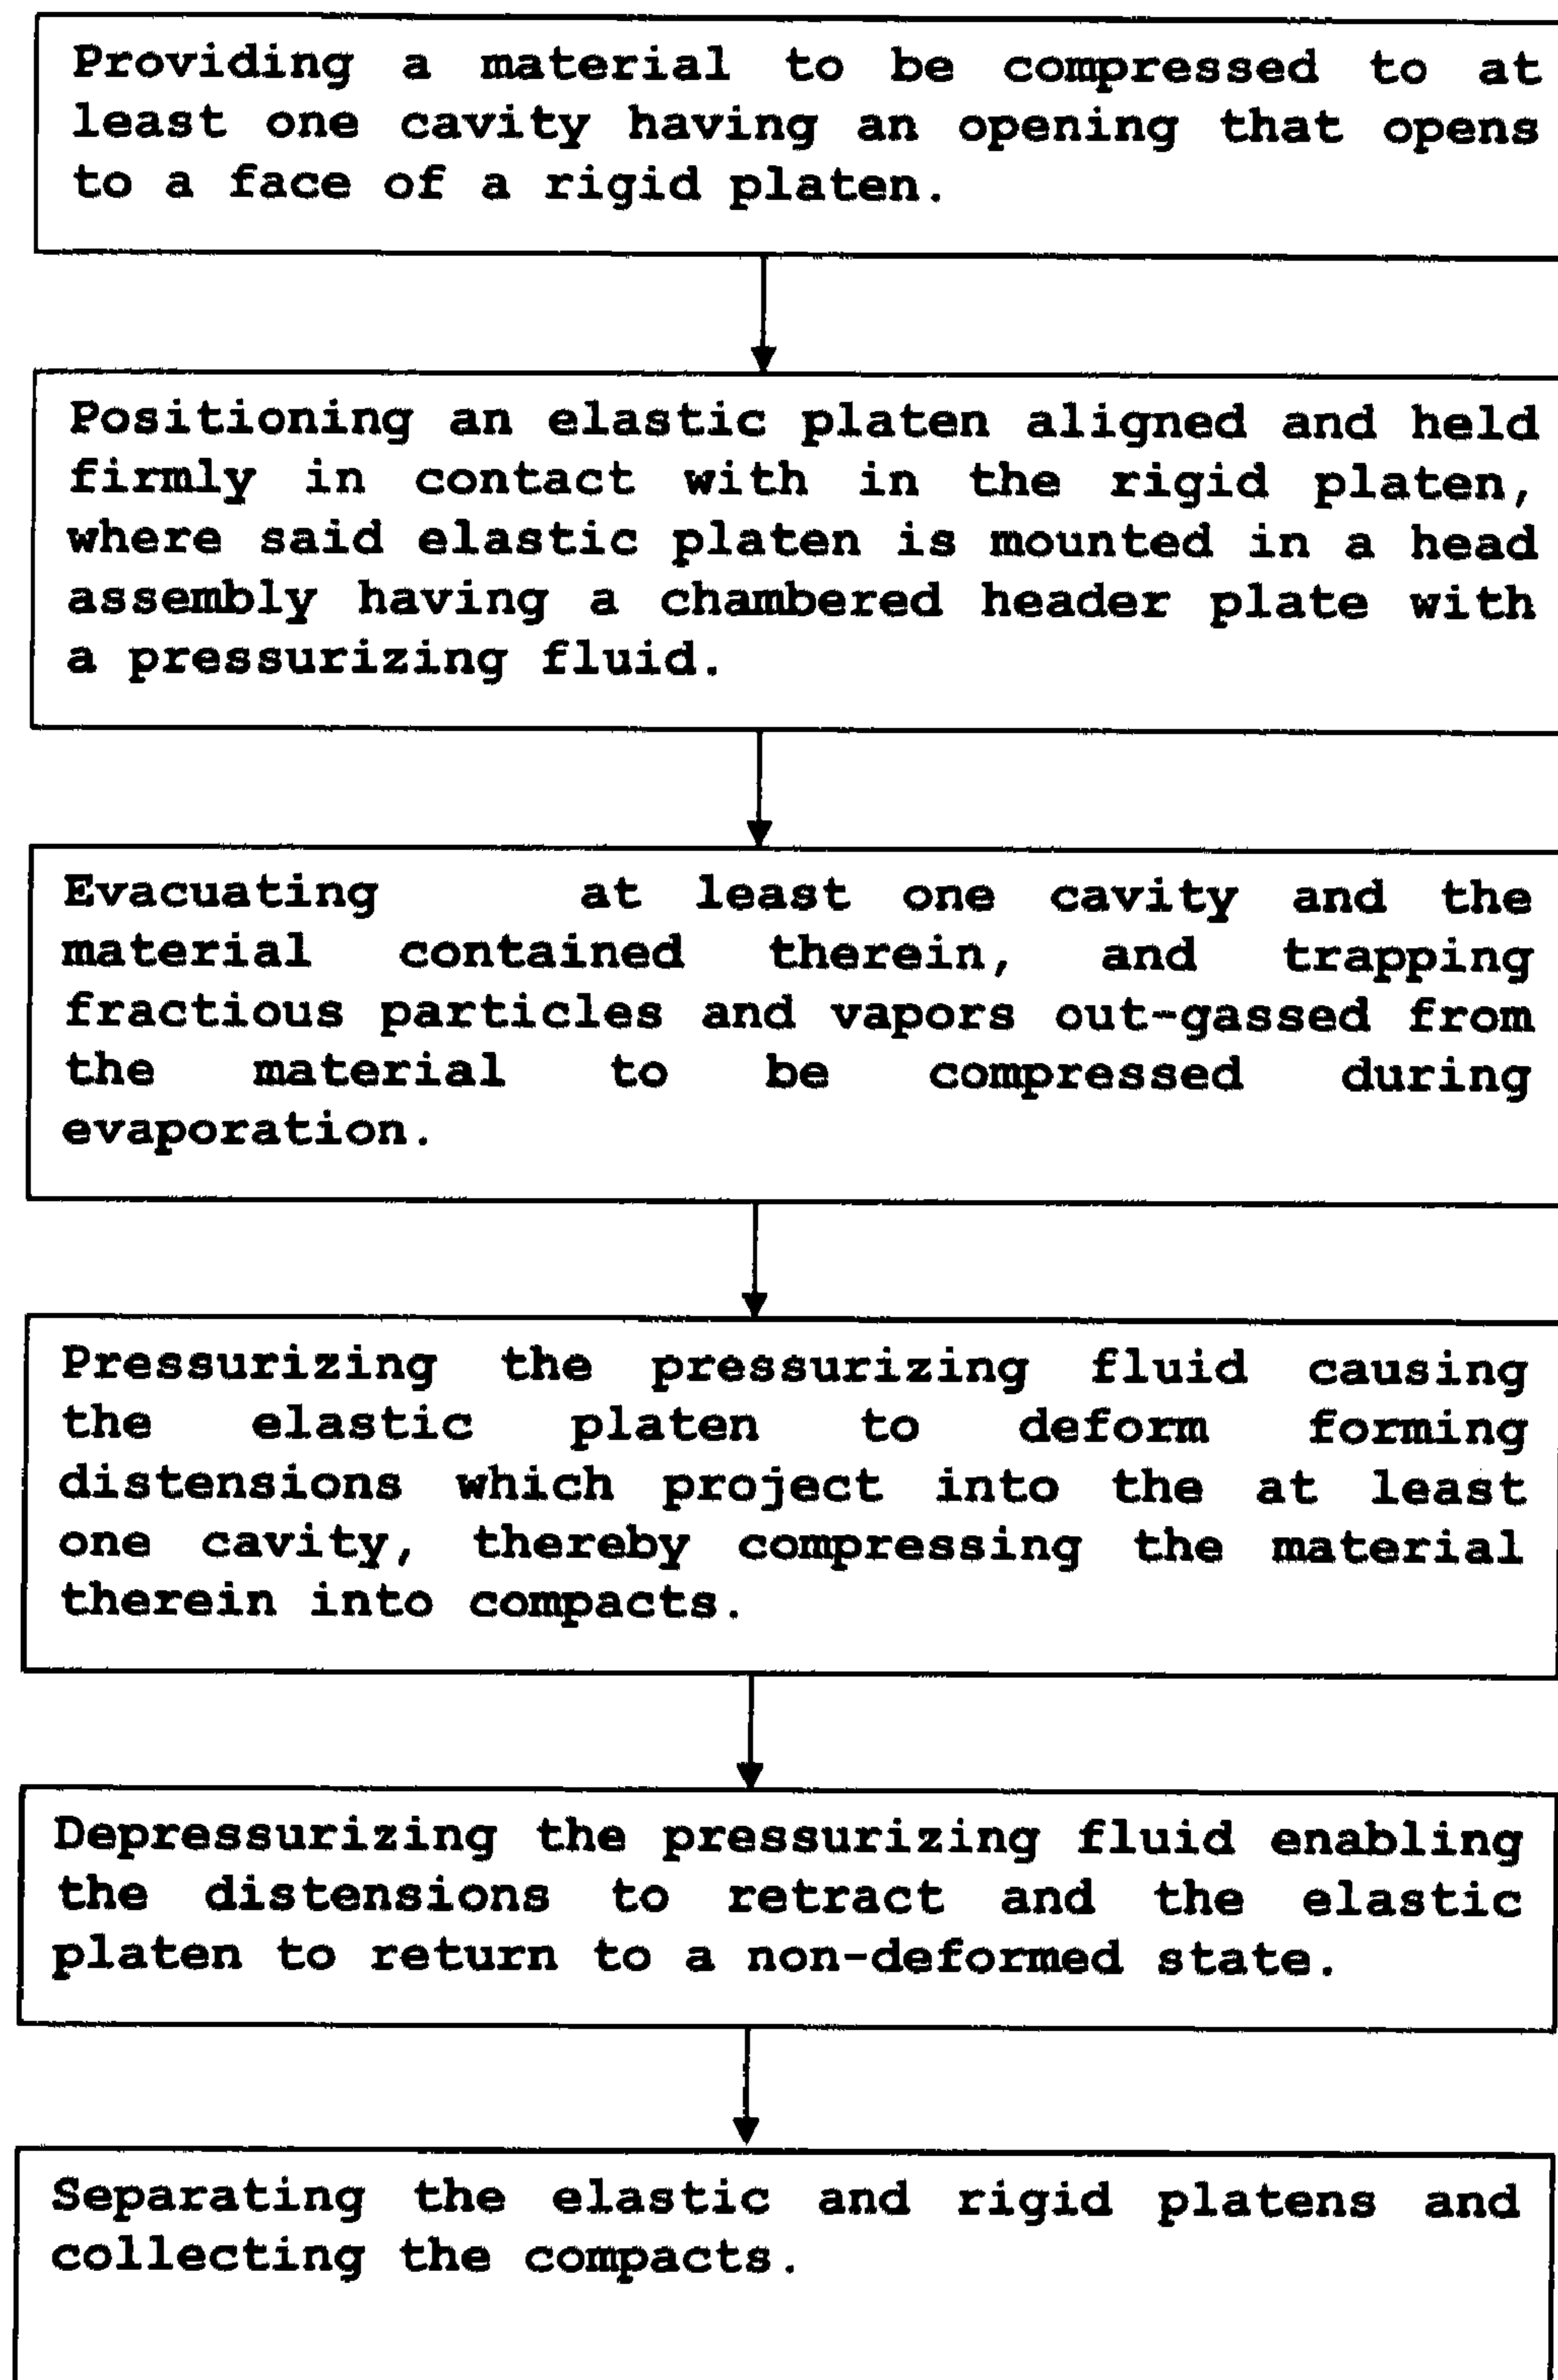 Providing a material to be compressed to at
least one cavity having an opening that opens
to a face of a rigid platen.
Positioning an elastic platen aligned and held
firmly in contact with in the rigid platen,
where said elastic platen is mounted in a head
assembly having a chambered header plate with
a pressurizing fluid.
Evacuating at least one cavity and the
material contained therein, and trapping
fractious particles and vapors out-gassed from
the material to be compressed during
evaporation.
Pressurizing the pressurizing fluid causing
the elastic platen to deform forming
distensions which project into the at least
one cavity, thereby compressing the material
therein into compacts.
Depressurizing the pressurizing fluid enabling
the distensions to retract and the elastic
platen to return to a non-deformed state.
Separating the elastic and rigid platens and
collecting the compacts.